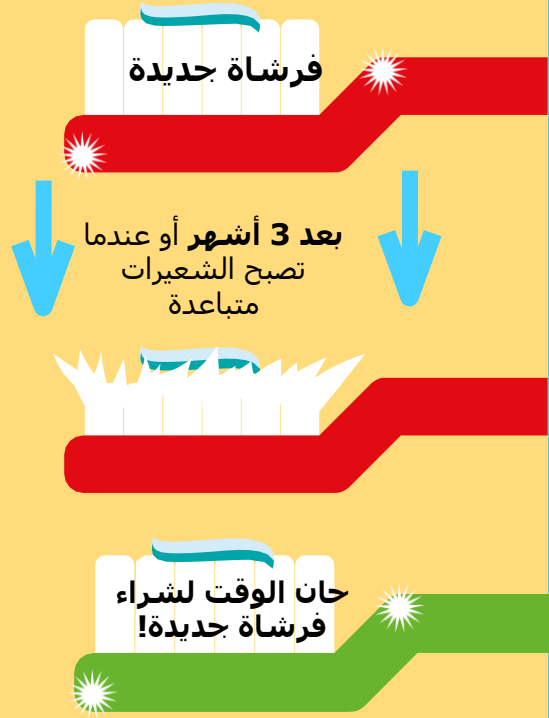 فرشاة جديدة
بعد 3 أشهر أو عندما
تصبح الشعيرات
متباعدة
حان الوقت لشراء
فرشاة جديدة!